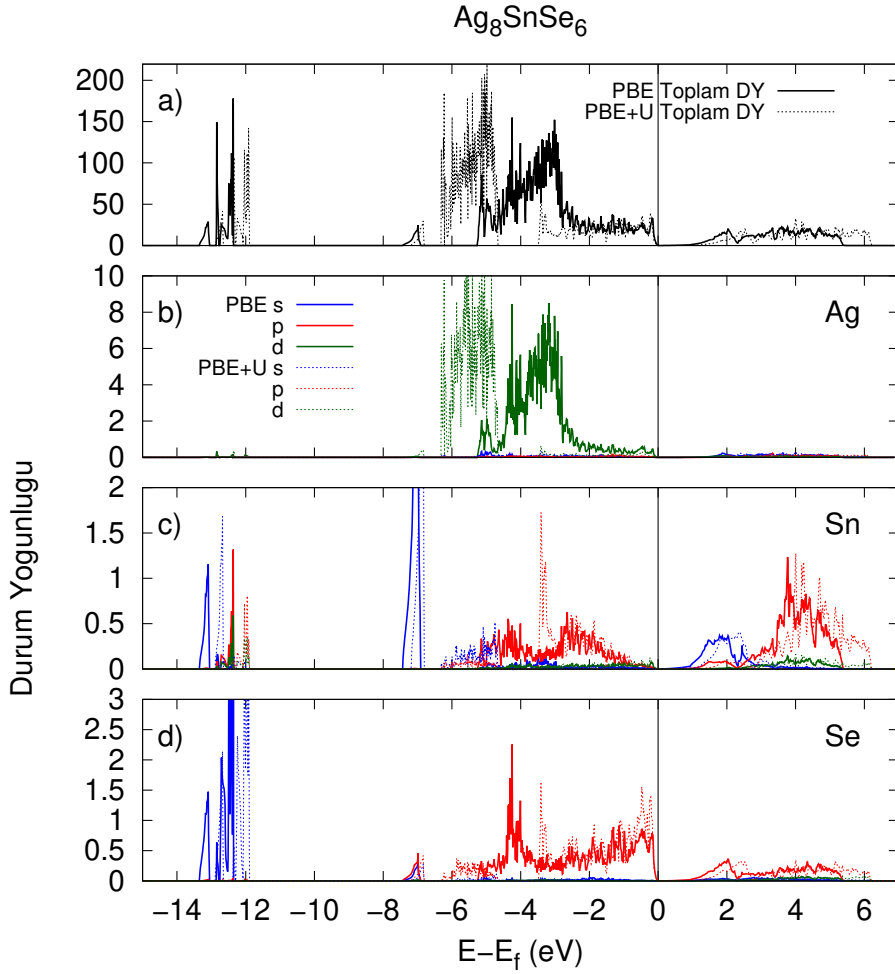 Ag8SnSe6
a)
PBE Toplam DY
PBE+U Toplam DY
220
200
150
100
50
0
b)
Ag
PBE s
p
d
PBE+U s
p
d
10
8
6
4
2
0
c)
Sn
2
1.5
1
0.5
0
d)
Se
3
2.5
2
1.5
1
0.5
0
−14 −12 −10 −8 −6 −4 −2 0 2 4 6
E−Ef (eV)
Durum Yogunlugu